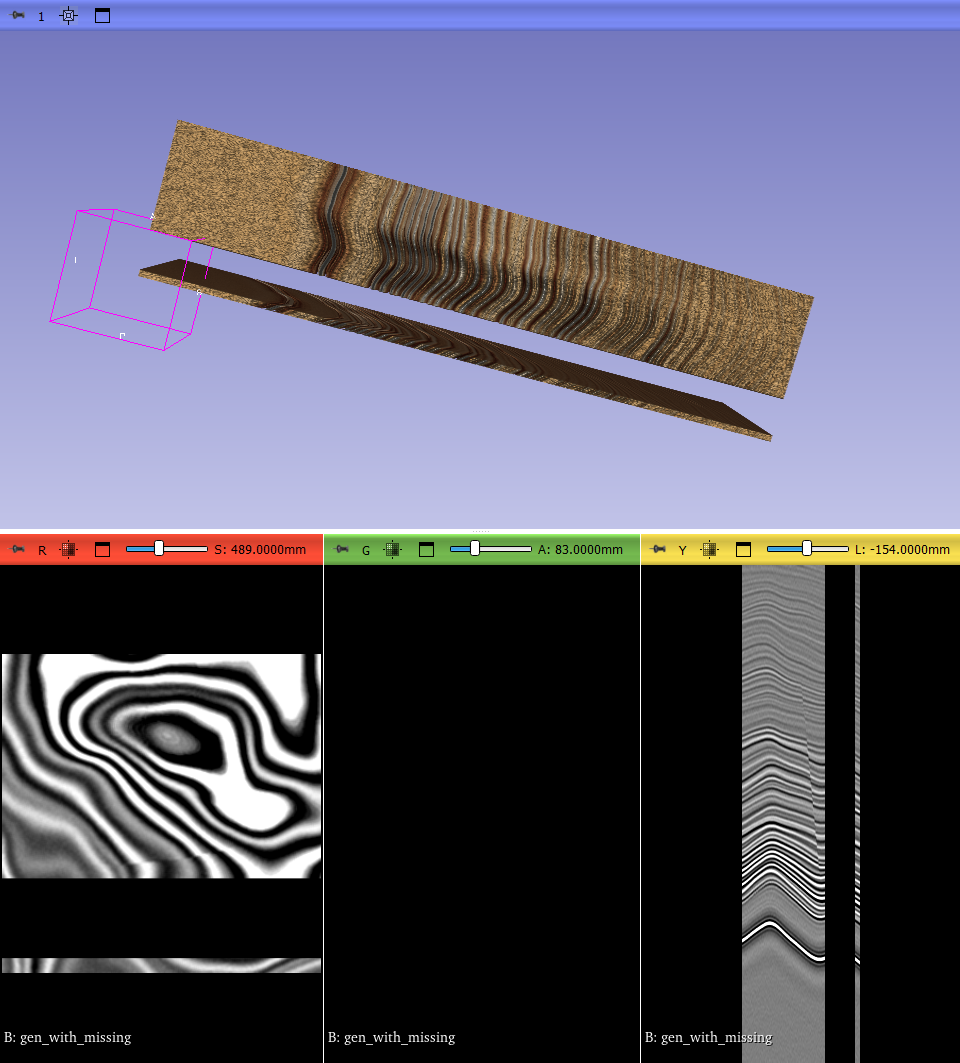 1
I
R S: 489.0000mm
G A: 83.0000mm
Y L: -154.0000mm
B: gen_with_missing
B: gen_with_missing
B: gen_with_missing